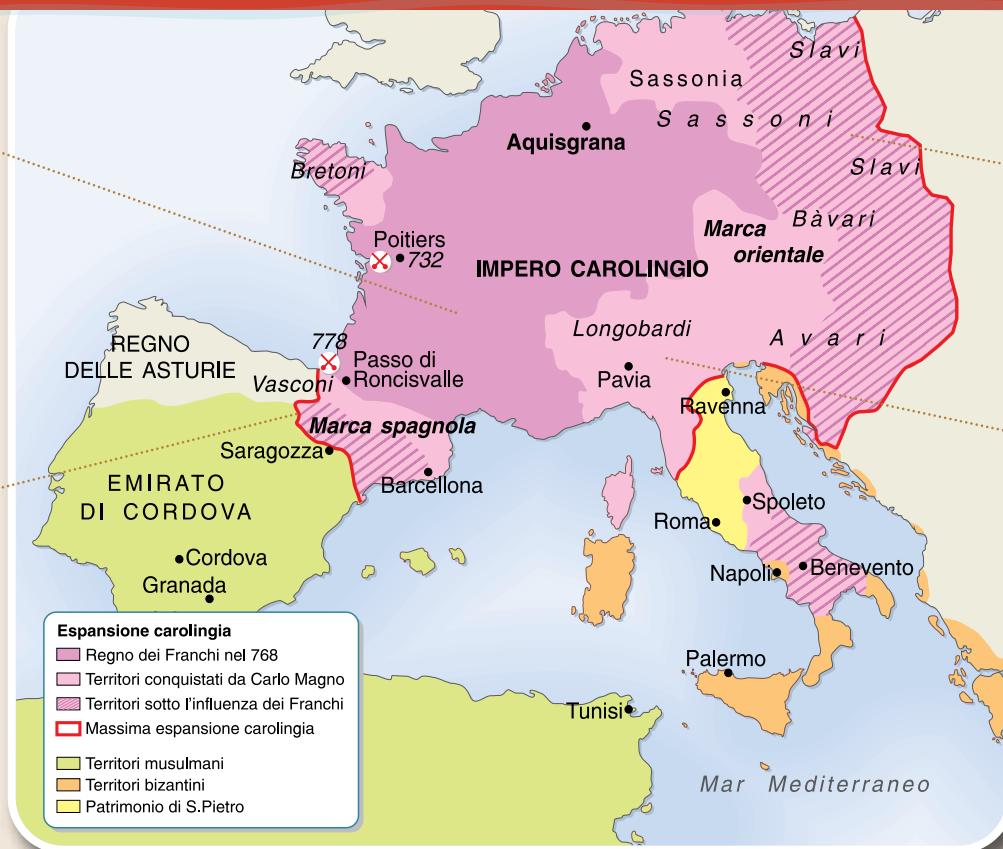 Slavi
Sassonia
Sassoni
Aquisgrana
Bretoni
Slavi
Bàvari
Marca
orientale
Poitiers
732
IMPERO CAROLINGIO
Longobardi
Avari
778
REGNO
DELLE ASTURIE
Passo di
Roncisvalle
Vasconi
Pavia
Ravenna
Marca spagnola
Saragozza
Barcellona
EMIRATO
DI CORDOVA
Spoleto
Roma
Cordova
Granada
Napoli
Benevento
Palermo
Tunisi
Mar Mediterraneo
Espansione carolingia
Regno dei Franchi nel 768
Territori conquistati da Carlo Magno
Territori sotto l'influenza dei Franchi
Massima espansione carolingia
Territori musulmani
Territori bizantini
Patrimonio di S.Pietro